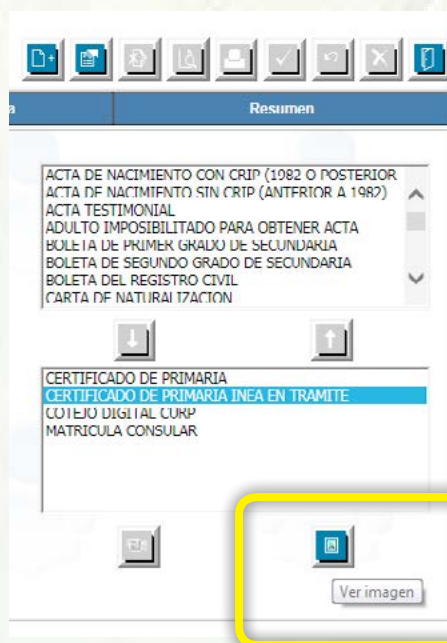 a
Resumen
ACTA DE NACIMIENTO CON CRIP (1982 O POSTERIOR
ACTA DE NACIMIENTO SIN CRIP (ANTERIOR A 1982)
ACTA TESTIMONIAL
ADULTO IMPOSIBILITADO PARA OBTENER ACTA
BOLETA DE PRIMER GRADO DE SECUNDARIA
BOLETA DE SEGUNDO GRADO DE SECUNDARIA
BOLETA DEL REGISTRO CIVIL
CARTA DE NATURALIZACION
CERTIFICADO DE PRIMARIA
CERTIFICADO DE PRIMARIA INEA EN TRAMITE
COTEJO DIGITAL CURP
MATRICULA CONSULAR
Ver imagen